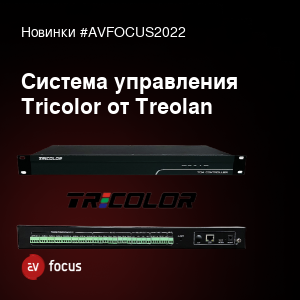 Новинки #AVFOCUS2022
Система управления
Tricolor от Treolan
TRICOLOR
TRICOLOR
AV focus